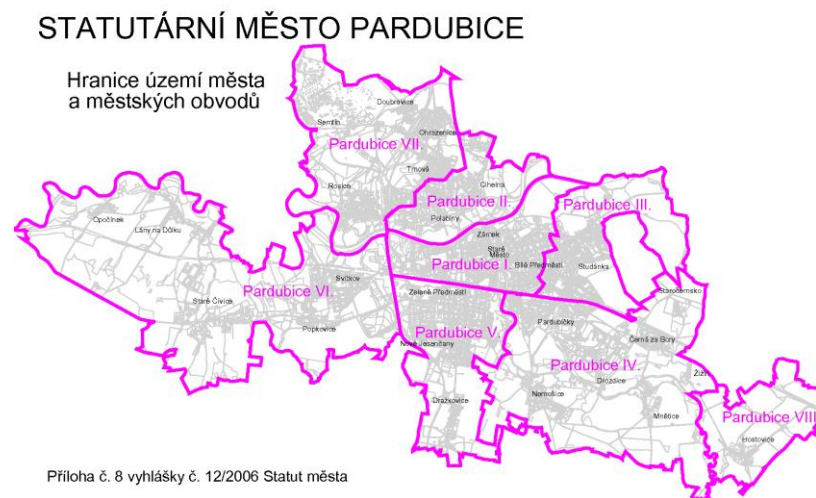 STATUTÁRNÍ MĚSTO PARDUBICE
Hranice území města
a městských obvodů
Doubravice
Semtín
Ohrazenice
Pardubice VII.
Trnová
Cihelna
Rosice
Pardubice II.
Pardubice III.
Polabiny
Opočínek
Lány na Důlku
Zámek
Staré
Město
Bílé Předměstí
Studánka
Pardubice I.
Svítkov
Staročernsko
Pardubice VI.
Zelené Předměstí
Staré Čívice
Popkovice
Pardubice V.
Pardubičky
Černá za Bory
Nové Jesenčany
Pardubice IV.
Žižín
Drozdice
Nemošice
Dražkovice
Mnětice
Pardubice VIII.
Hostovice
Příloha č. 8 vyhlášky č. 12/2006 Statut města